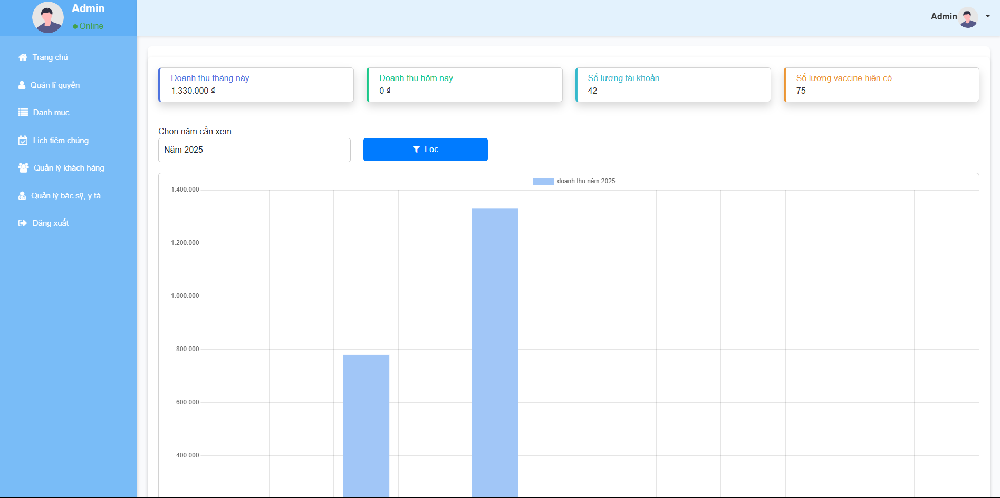 Admin
Online
Trang chủ
Quản lí quyền
Danh mục
Lịch tiêm chủng
Quản lý khách hàng
Quản lý bác sỹ, y tá
Đăng xuất
Admin
Doanh thu tháng này
1.330.000 ₫
Doanh thu hôm nay
0 ₫
Số lượng tài khoản
42
Số lượng vaccine hiện có
75
Chọn năm cần xem
Năm 2025
Lọc
doanh thu năm 2025
1.400.000
1.200.000
1.000.000
800.000
600.000
400.000